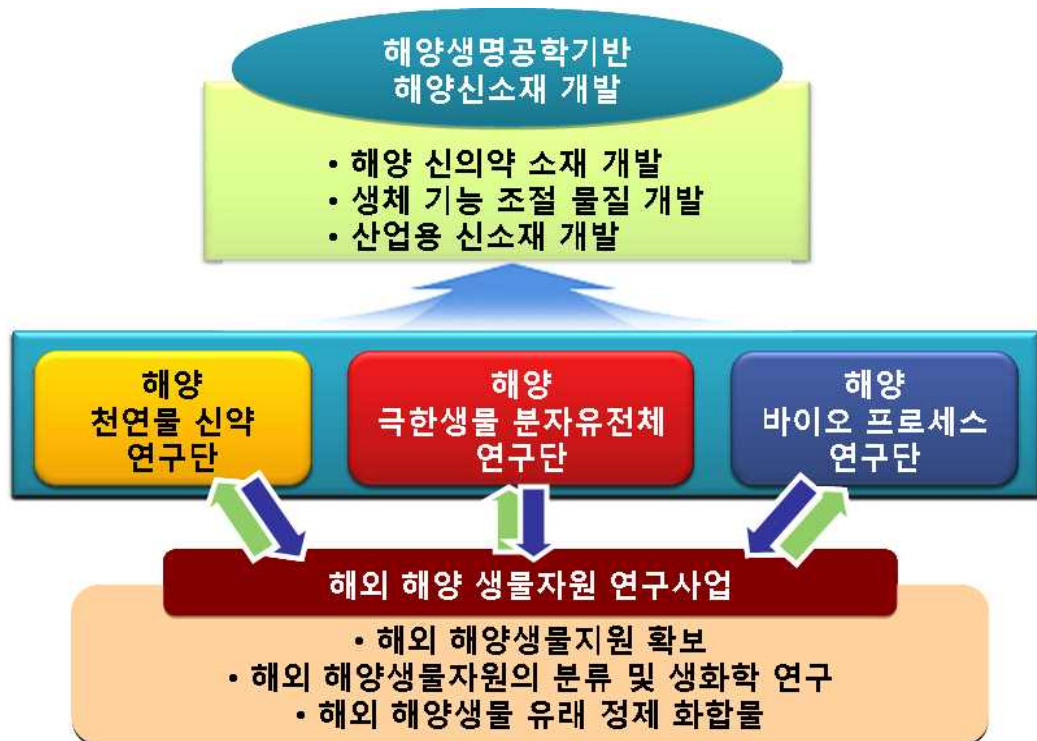 해양생명공학기반
해양신소재 개발
• 해양 신의약 소재 개발
• 생체 기능 조절 물질 개발
• 산업용 신소재 개발
해양
천연물 신약
연구단
해양
극한생물 분자유전체
연구단
해양
바이오 프로세스
연구단
해외 해양 생물자원 연구사업
• 해외 해양생물지원 확보
• 해외 해양생물자원의 분류 및 생화학 연구
• 해외 해양생물 유래 정제 화합물